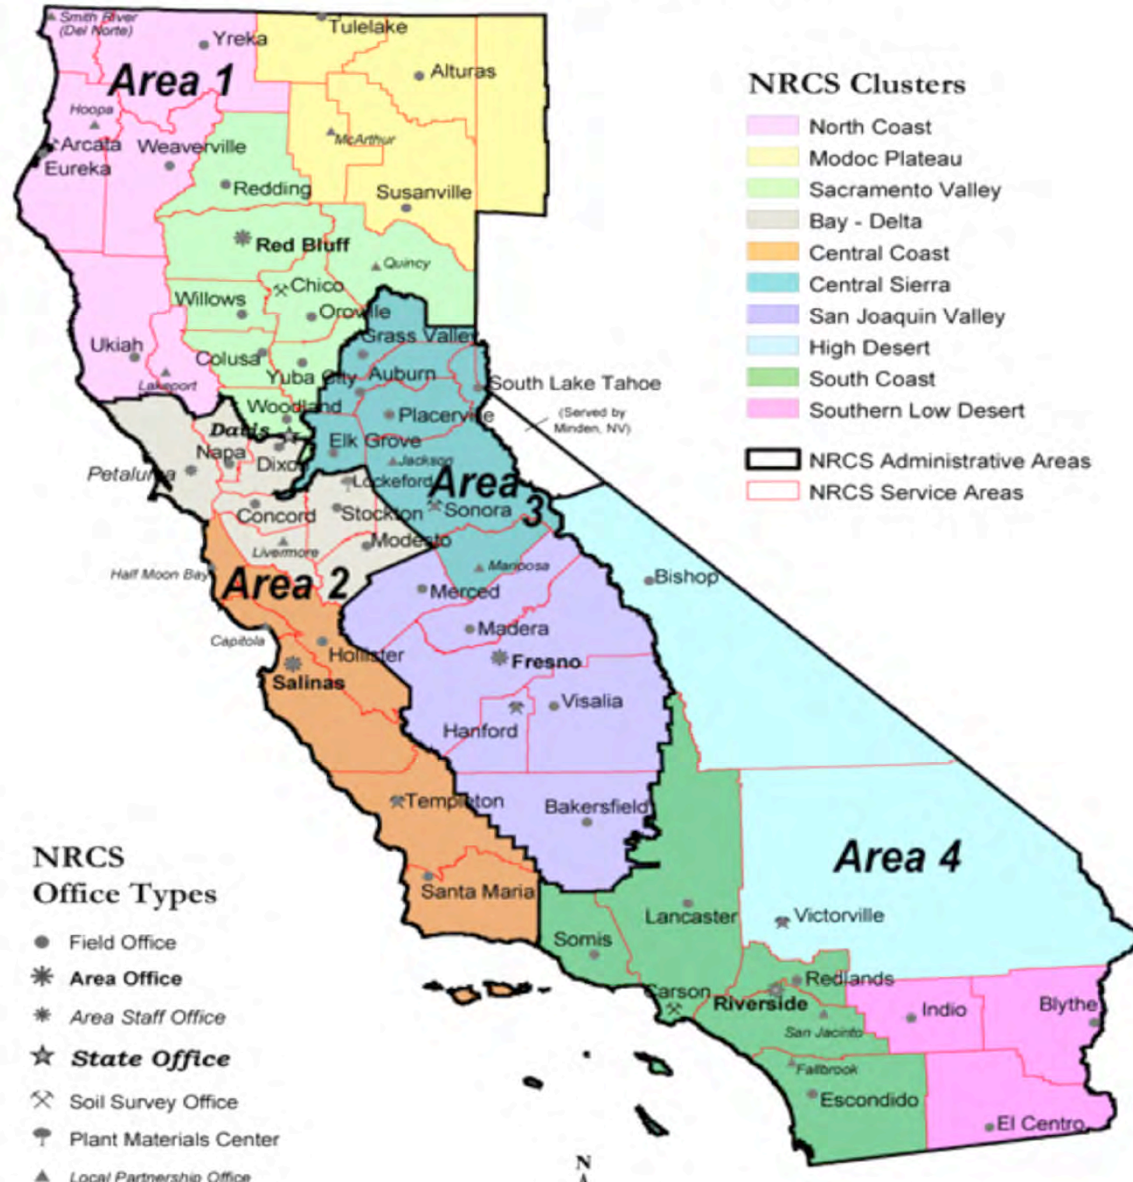 Smith River
(Del Norte)
Yreka
Tulelake
Alturas
Area 1
Hoopa
Arcata
Eureka
Weaverville
McArthur
Redding
Susanville
Red Bluff
Quincy
Chico
Willows
Oroville
Grass Valley
Ukiah
Colusa
Lakeport
Yuba City
Auburn
South Lake Tahoe
(Served by
Minden, NV)
Woodland
Placerville
Davis
Elk Grove
Napa
Dixon
Jackson
Petaluma
Lockeford
Area 3
Concord
Stockton
Sonora
Livermore
Modesto
Mariposa
Half Moon Bay
Area 2
Merced
Bishop
Capitola
Madera
Hollister
Fresno
Salinas
Visalia
Hanford
Templeton
Bakersfield
Area 4
Santa Maria
Lancaster
Victorville
Somis
Redlands
Carson
Riverside
Indio
Blythe
San Jacinto
Fallbrook
Escondido
El Centro
NRCS Clusters
North Coast
Modoc Plateau
Sacramento Valley
Bay - Delta
Central Coast
Central Sierra
San Joaquin Valley
High Desert
South Coast
Southern Low Desert
NRCS Administrative Areas
NRCS Service Areas
NRCS
Office Types
Field Office
Area Office
Area Staff Office
State Office
Soil Survey Office
Plant Materials Center
Local Partnership Office
N